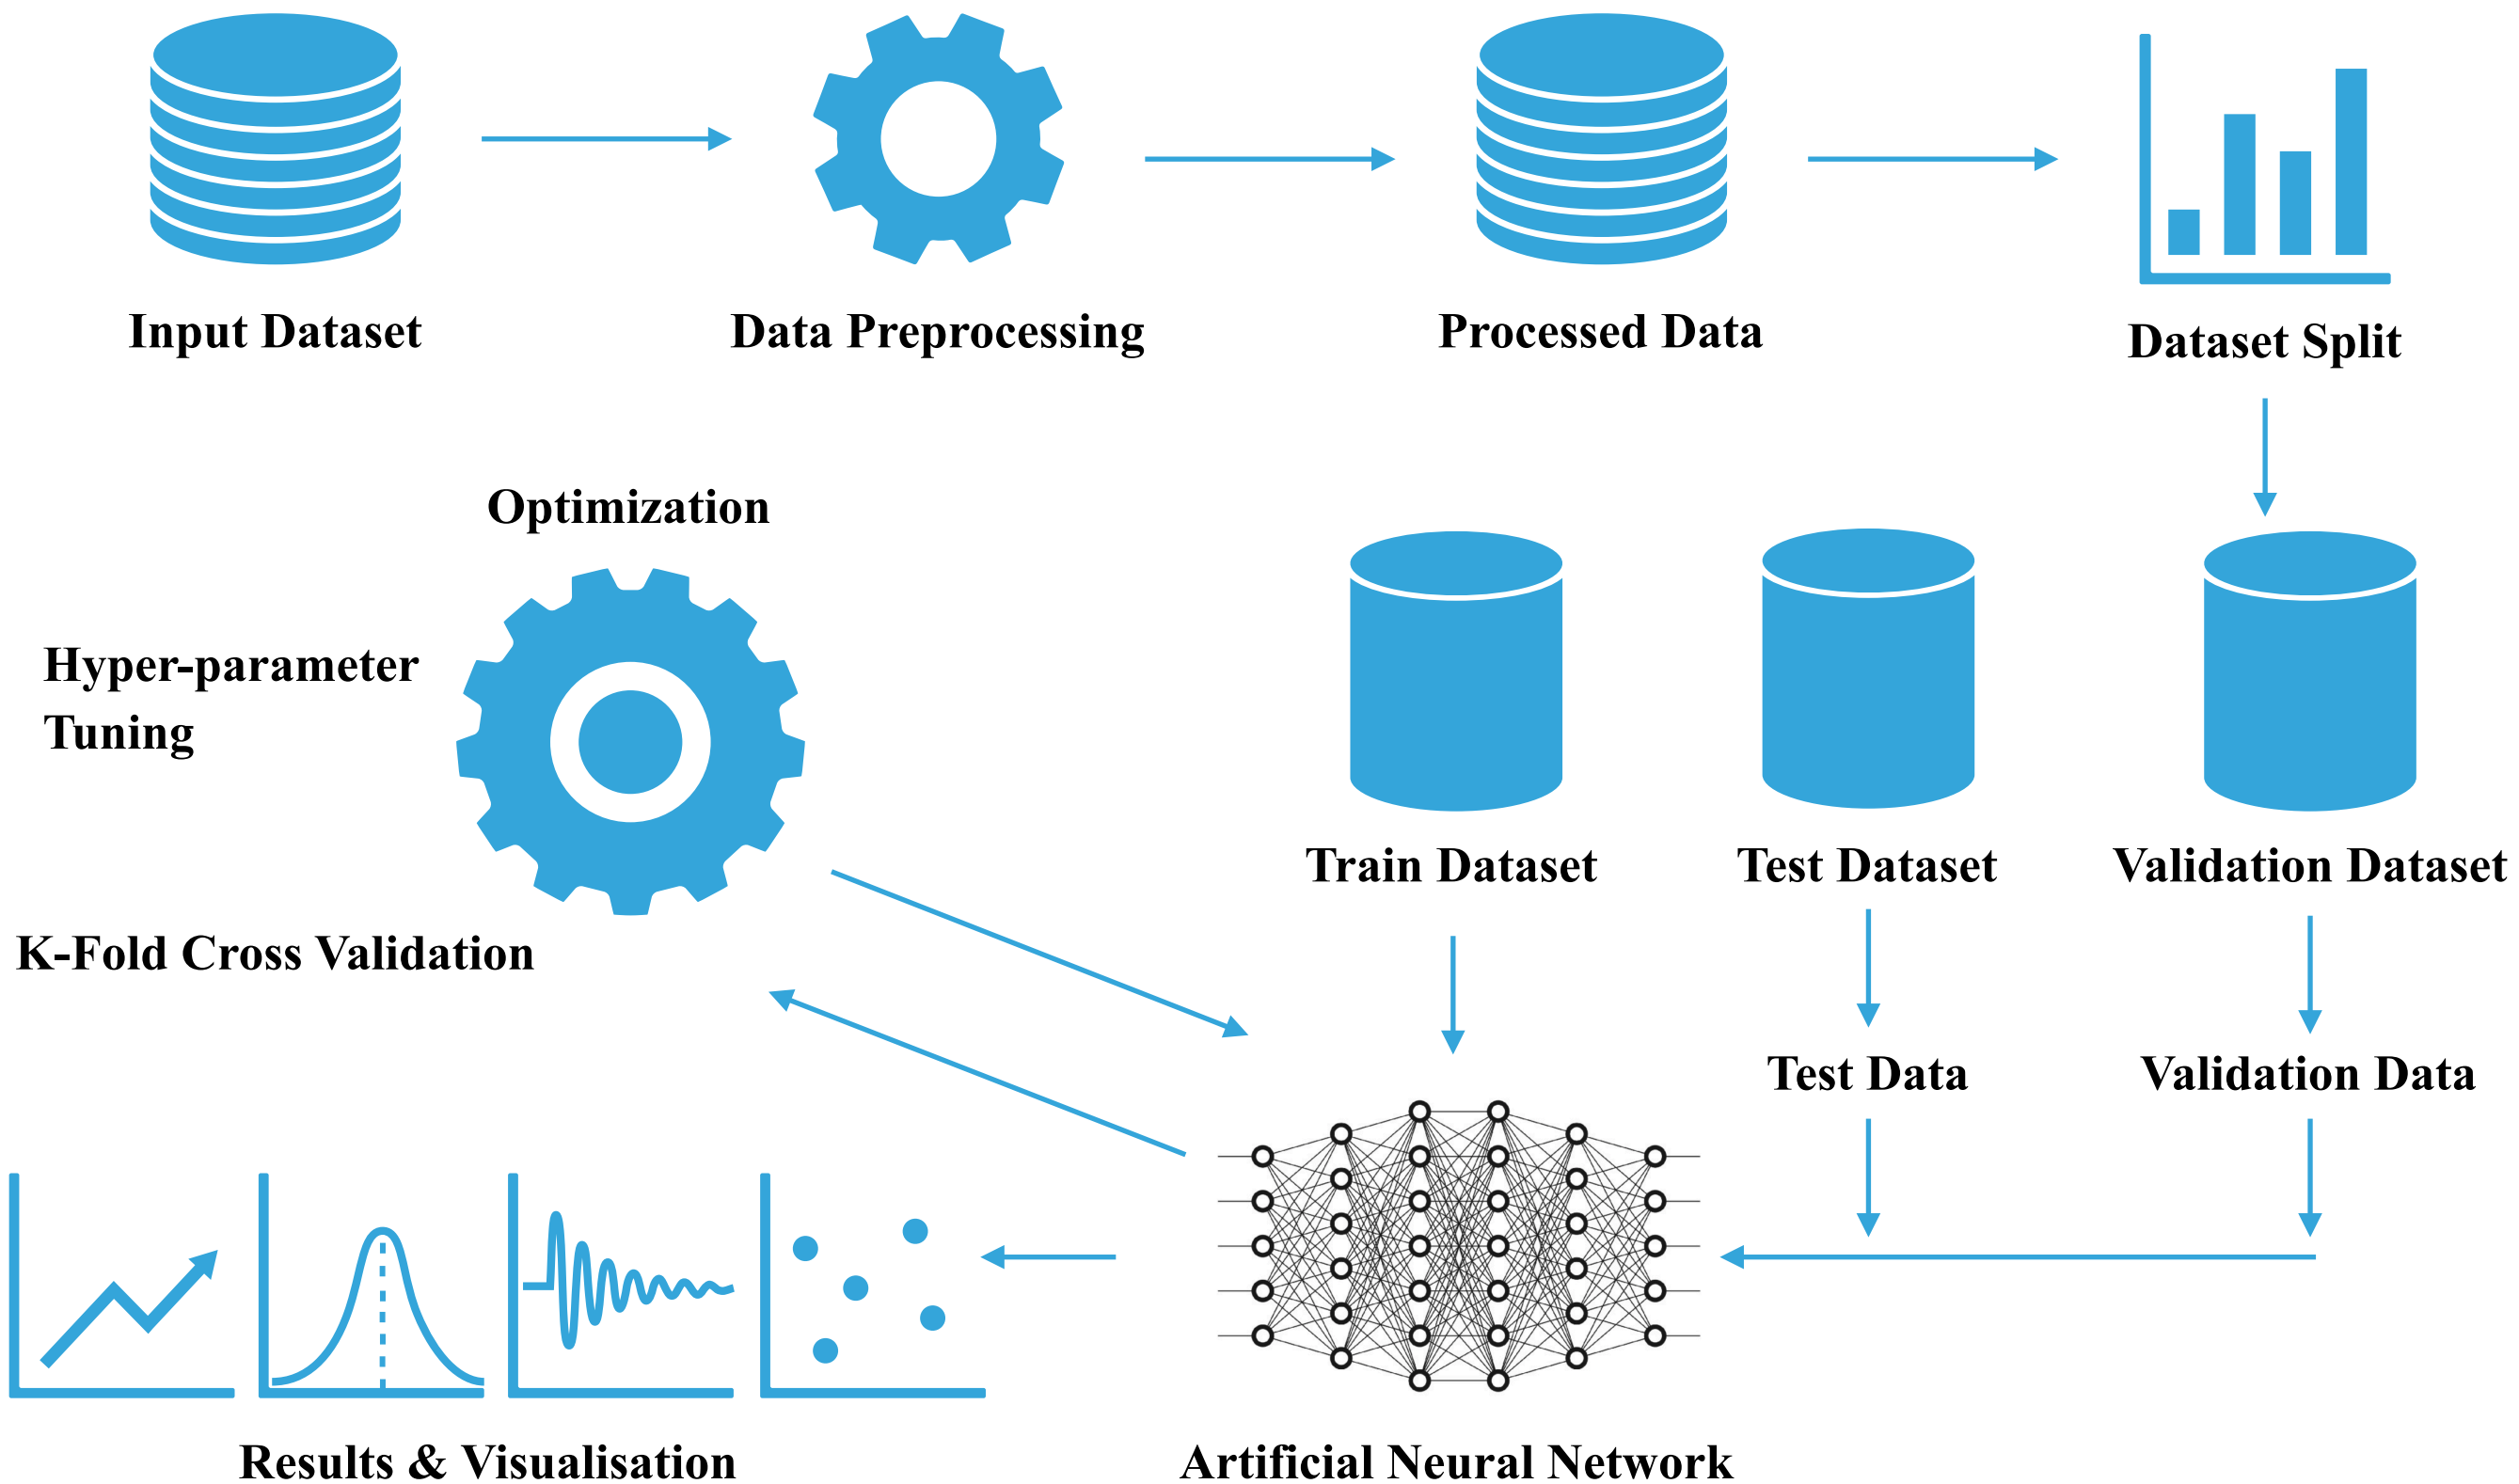 Input Dataset
Data Preprocessing
Processed Data
Dataset Split
Optimization
Hyper-parameter
Tuning
K-Fold Cross Validation
Train Dataset
Test Dataset
Validation Dataset
Test Data
Validation Data
Results & Visualisation
Artificial Neural Network